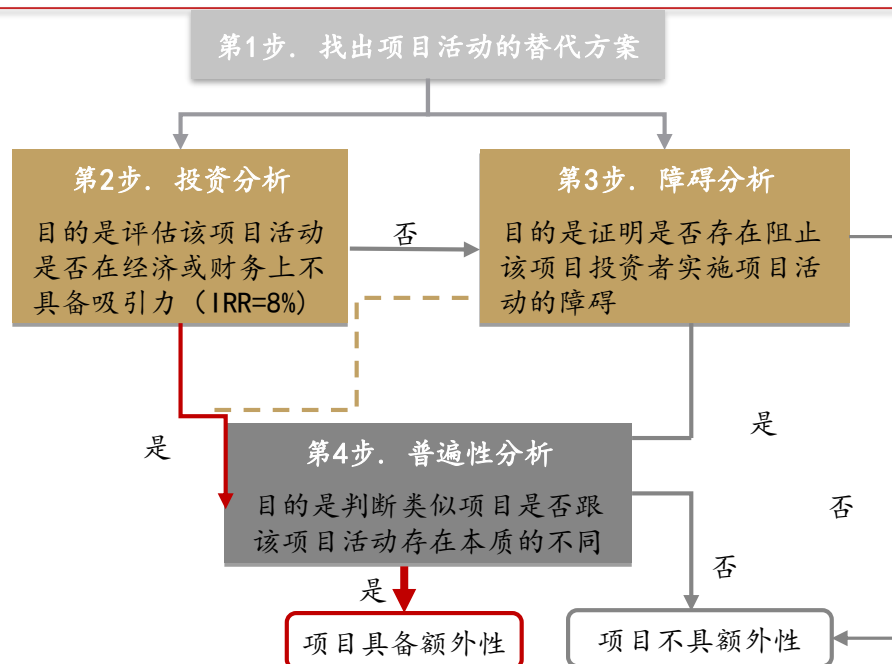 第1步. 找出项目活动的替代方案
第2步. 投资分析
目的是评估该项目活动
是否在经济或财务上不
具备吸引力（IRR=8%）
否
第3步. 障碍分析
目的是证明是否存在阻止
该项目投资者实施项目活
动的障碍
是
是
第4步. 普遍性分析
目的是判断类似项目是否跟
该项目活动存在本质的不同
否
否
是
项目具备额外性
项目不具额外性